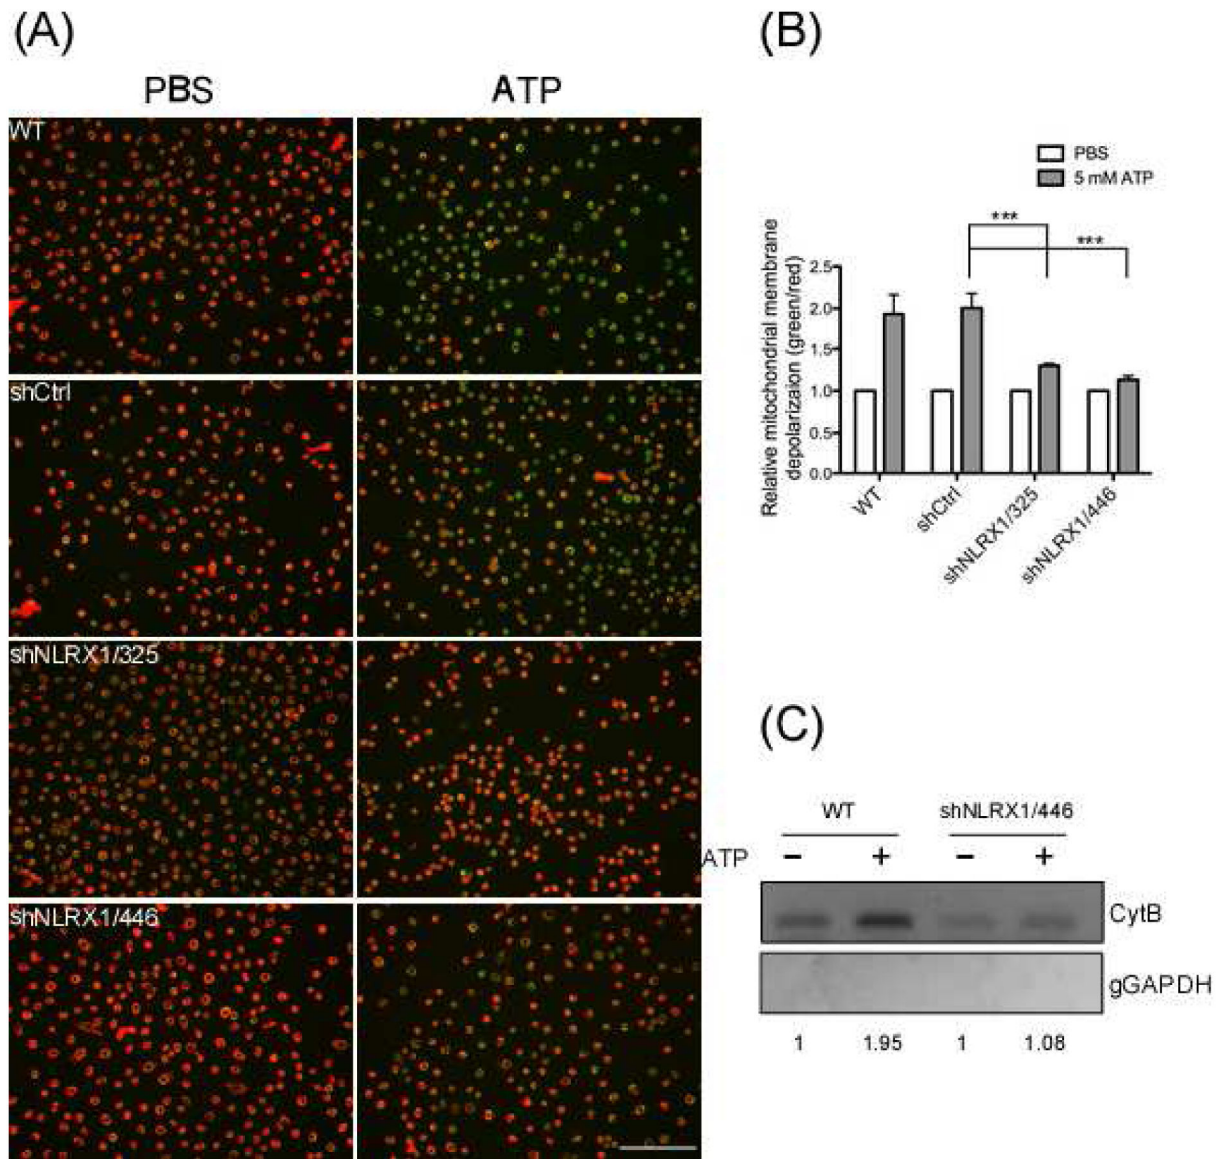 (A)
PBS ATP
WT
shCtrl
shNLRX1/325
shNLRX1/446
(B)
PBS
5 mM ATP
***
***
Relative mitochondrial membrane
depolarizaion (green/red)
2.5
2.0
1.5
1.0
0.5
0.0
WT shCtrl shNLRX1/325 shNLRX1/446
(C)
WT shNLRX1/446
ATP − + − +
CytB
gGAPDH
1 1.95 1 1.08